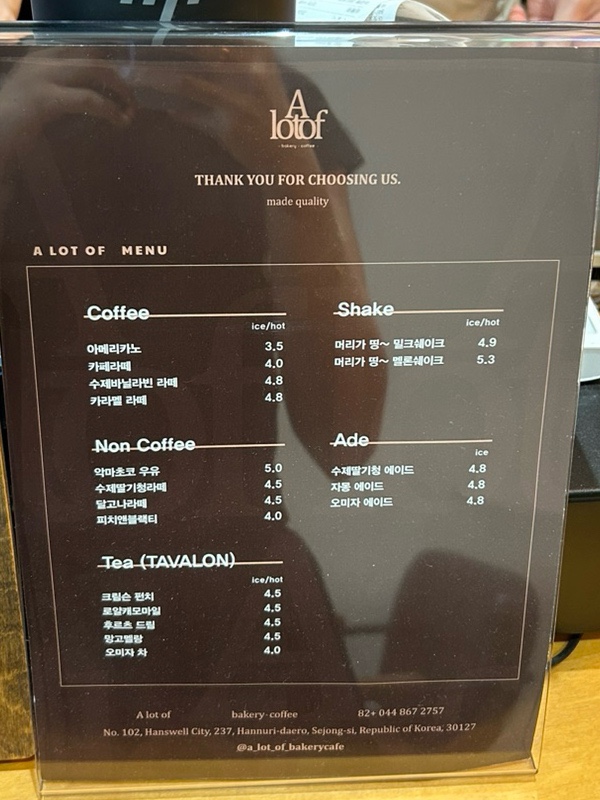 A
lotof
· bakery · coffee ·
THANK YOU FOR CHOOSING US.
made quality
A LOT OF MENU
Coffee
ice/hot
아메리카노 3.5
카페라떼 4.0
수제바닐라빈 라떼 4.8
카라멜 라떼 4.8
Shake
ice/hot
머리가 띵~ 밀크쉐이크 4.9
머리가 띵~ 멜론쉐이크 5.3
Non Coffee
악마초코 우유 5.0
수제딸기청라떼 4.5
달고나라떼 4.5
피치앤블랙티 4.0
Ade
ice
수제딸기청 에이드 4.8
자몽 에이드 4.8
오미자 에이드 4.8
Tea (TAVALON)
ice/hot
크림슨 펀치 4.5
로얄캐모마일 4.5
후르츠 드림 4.5
망고멜랑 4.5
오미자 차 4.0
A lot of bakery·coffee 82+ 044 867 2757
No. 102, Hanswell City, 237, Hannuri-daero, Sejong-si, Republic of Korea, 30127
@a_lot_of_bakerycafe